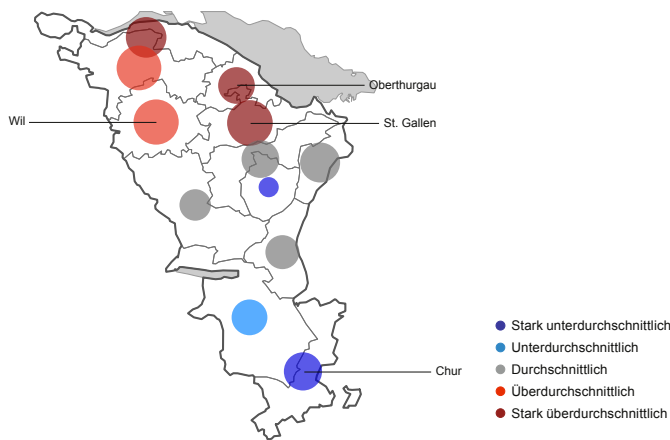 Oberthurgau
Wil
St. Gallen
Chur
Stark unterdurchschnittlich
Unterdurchschnittlich
Durchschnittlich
Überdurchschnittlich
Stark überdurchschnittlich